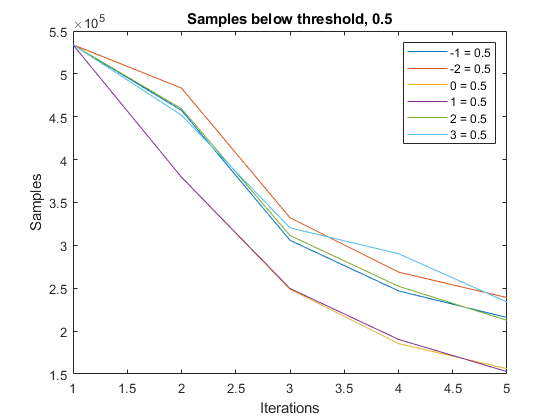 Samples below threshold, 0.5
×10^5
5.5
5
4.5
4
3.5
3
2.5
2
1.5
Samples
1 1.5 2 2.5 3 3.5 4 4.5 5
Iterations
-1 = 0.5
-2 = 0.5
0 = 0.5
1 = 0.5
2 = 0.5
3 = 0.5